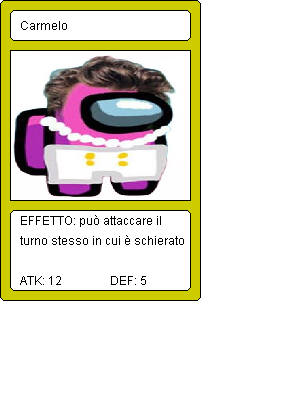 Carmelo
EFFETTO: può attaccare il
turno stesso in cui è schierato
ATK: 12 DEF: 5